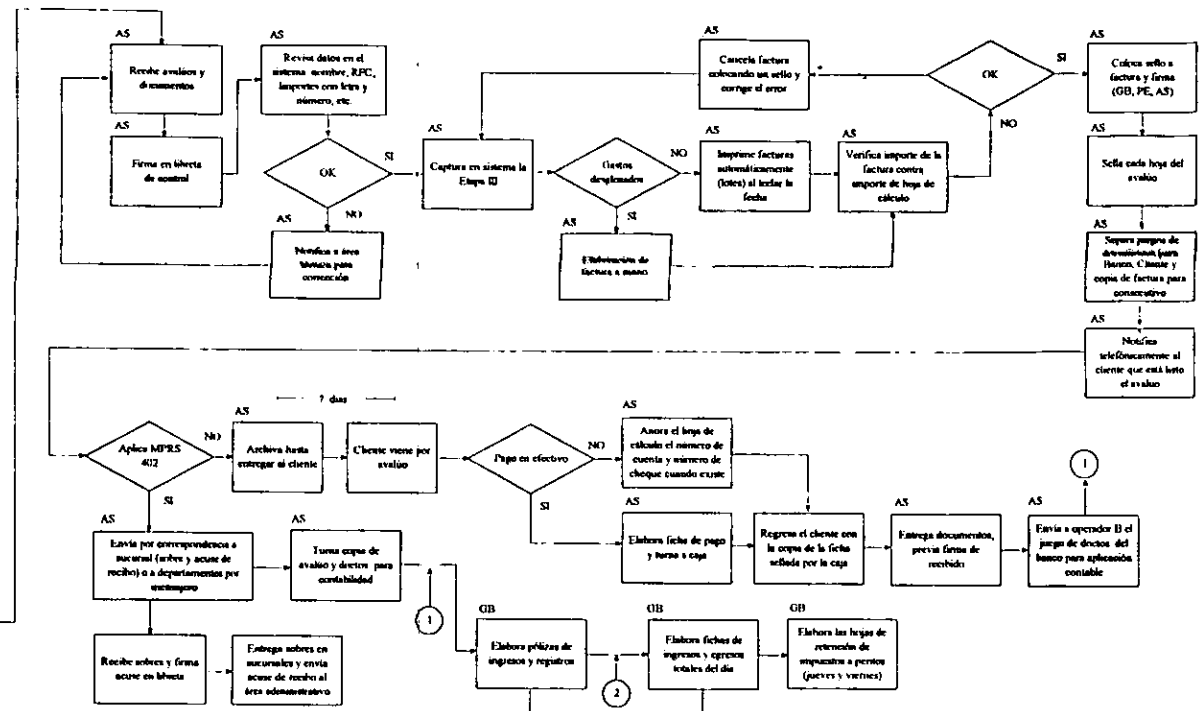 AS
Recibe avalúos y
documentos
AS
Firma en libreta
de control
AS
Revisa datos en el
sistema nombre, RFC,
importes con letra y
número, etc.
OK
SI
NO
AS
Notifica a área
técnica para
corrección
AS
Captura en sistema la
Etapa
Gastos
desglosados
NO
SI
AS
Elaboración de
factura a mano
AS
Imprime facturas
automáticamente
(lotes) al teclear la
fecha
AS
Verifica importe de la
factura contra
importe de hoja de
cálculo
AS
Cancela factura
colocando un sello y
corrige el error
OK
SI
NO
AS
Coloca sello a
factura y firma
(GB, PE, AS)
AS
Sella cada hoja del
avalúo
AS
Separa juegos de
documentos para
Banco, Cliente y
copia de factura para
consecutivo
AS
Notifica
telefónicamente al
cliente que está listo
el avaluo
Aplica MPRS
402
NO
SI
7 dias
AS
Archiva hasta
entregar al cliente
Cliente viene por
avalúo
Pago en efectivo
NO
SI
AS
Anota el hoja de
cálculo el número de
cuenta y número de
cheque cuando existe
AS
Elabora ficha de pago
y turna a caja
Regresa el cliente con
la copia de la ficha
sellada por la caja
AS
Entrega documentos,
previa firma de
recibido
AS
Envía a operador B el
juego de doctos del
banco para aplicación
contable
1
AS
Envía por correspondencia a
sucursal (sobre y acuse de
recibo) o a departamentos por
mensajero
AS
Turna copias de
avalúo y doctos para
contabilidad
1
Recibe sobres y firma
acuse en libreta
Entrega sobres en
sucursales y envía
acuse de recibo al
área administrativo
GB
Elabora pólizas de
ingresos y registros
2
GB
Elabora fichas de
ingresos y egresos
totales del día
GB
Elabora las hojas de
retención de
impuestos a peritos
(jueves y viernes)